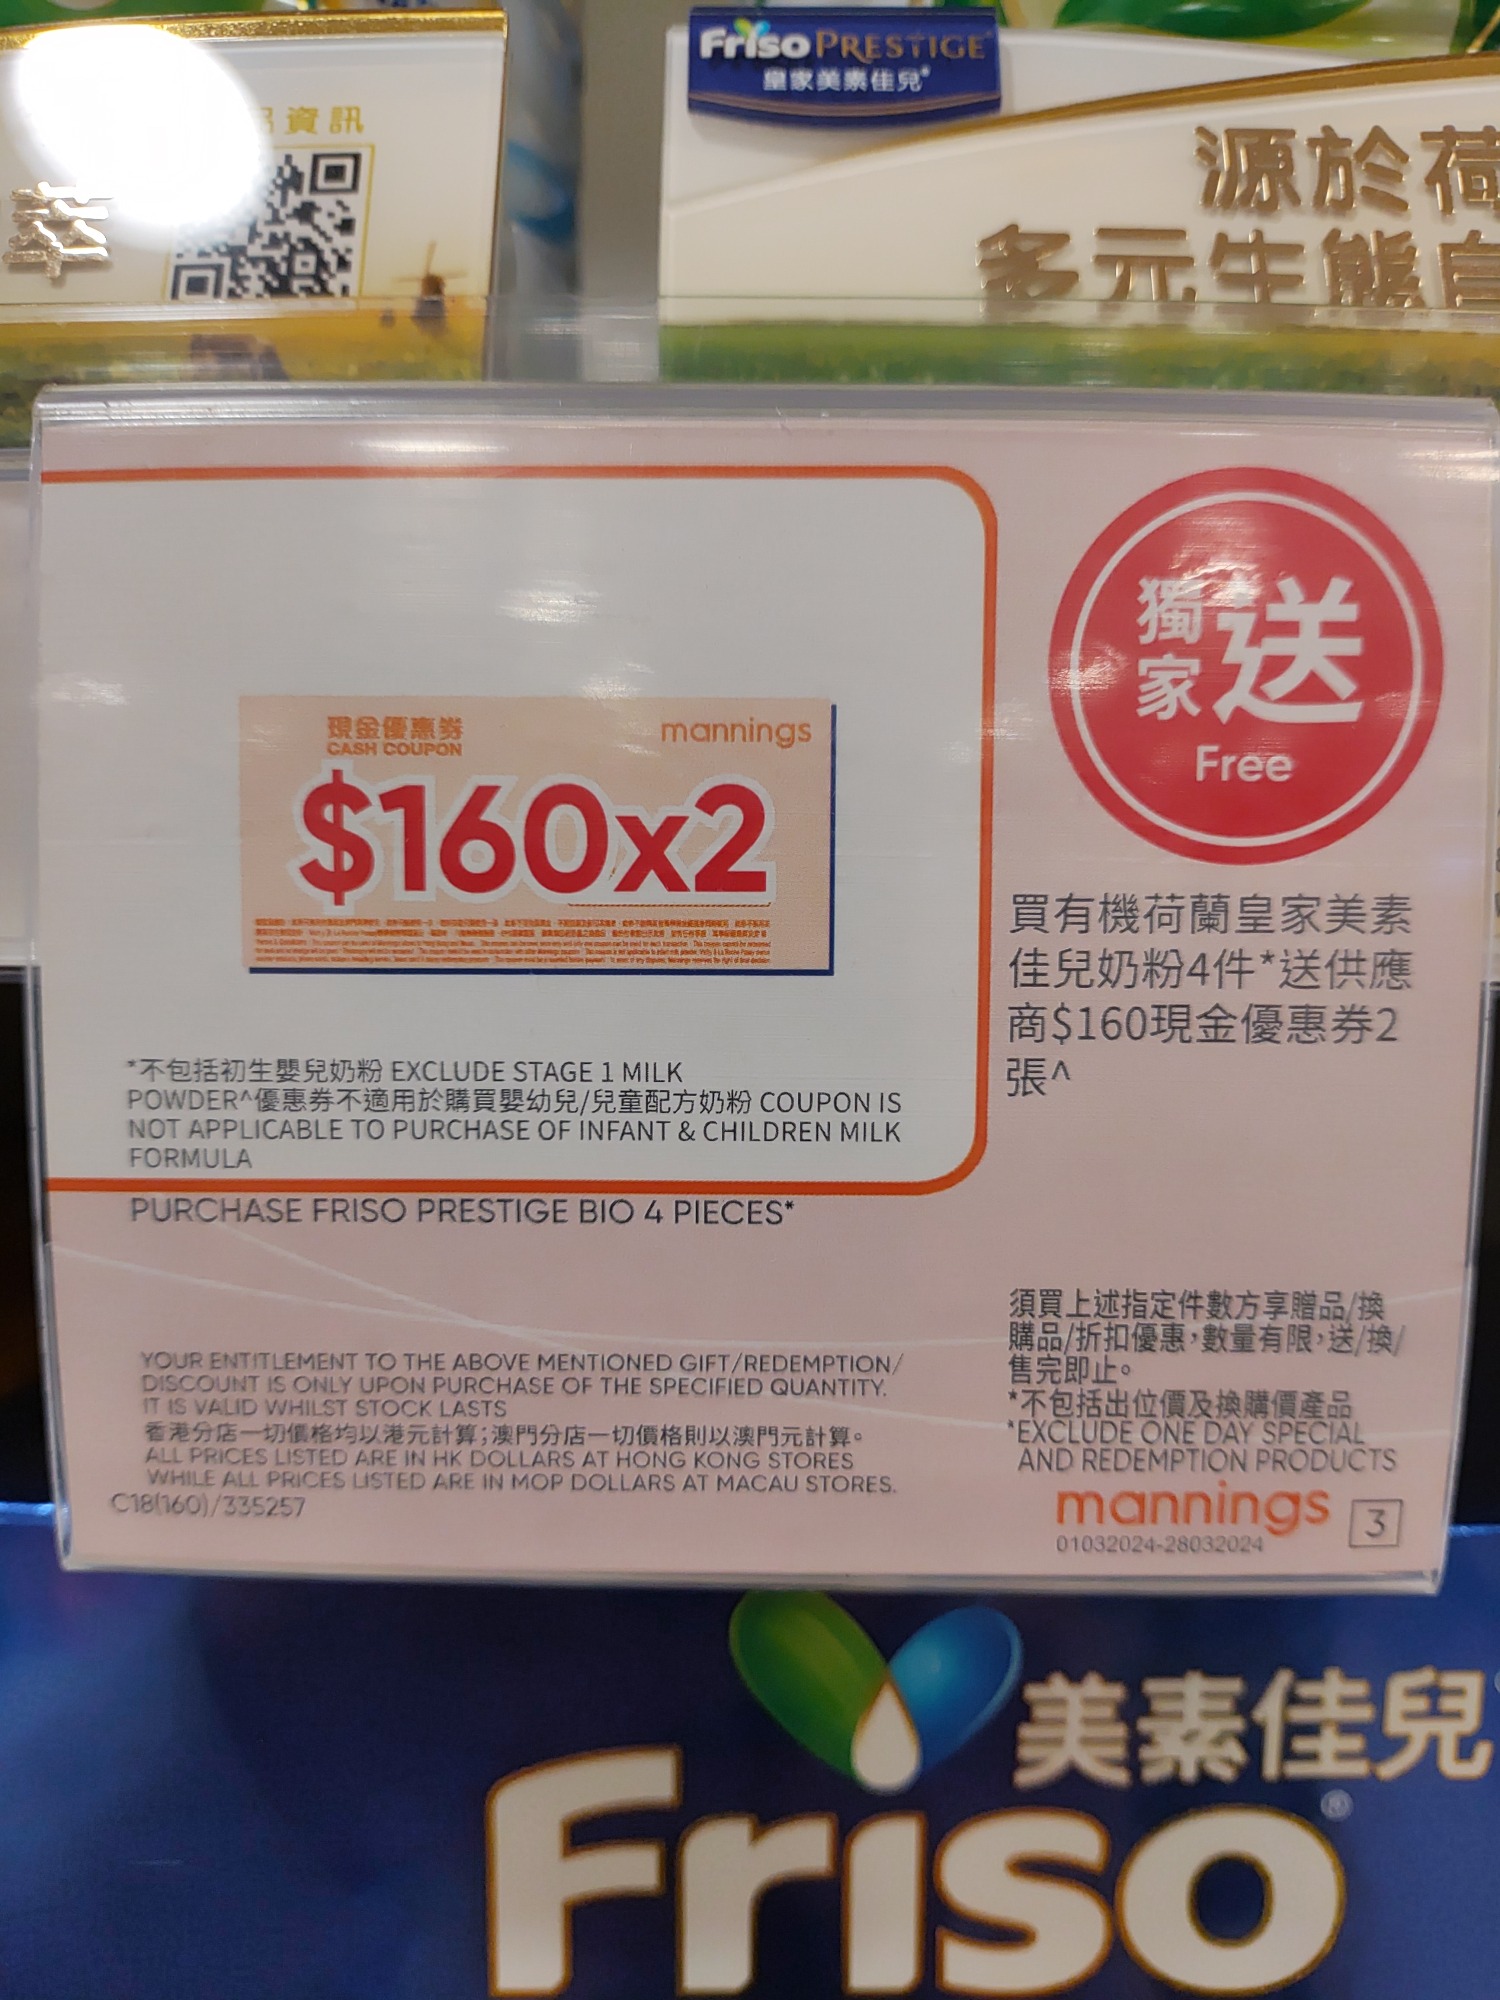 資訊
萃
Friso PRESTIGE
皇家美素佳兒
源於荷
多元生態
獨家送
Free
現金優惠券
CASH COUPON
mannings
$160x2
買有機荷蘭皇家美素
佳兒奶粉4件*送供應
商$160現金優惠券2
張^
*不包括初生嬰兒奶粉 EXCLUDE STAGE 1 MILK
POWDER^優惠券不適用於購買嬰幼兒/兒童配方奶粉 COUPON IS
NOT APPLICABLE TO PURCHASE OF INFANT & CHILDREN MILK
FORMULA
PURCHASE FRISO PRESTIGE BIO 4 PIECES*
須買上述指定件數方享贈品/換
購品/折扣優惠，數量有限，送/換/
售完即止。
*不包括出位價及換購價產品
*EXCLUDE ONE DAY SPECIAL
AND REDEMPTION PRODUCTS
YOUR ENTITLEMENT TO THE ABOVE MENTIONED GIFT/REDEMPTION/
DISCOUNT IS ONLY UPON PURCHASE OF THE SPECIFIED QUANTITY.
IT IS VALID WHILST STOCK LASTS
香港分店一切價格均以港元計算；澳門分店一切價格則以澳門元計算。
ALL PRICES LISTED ARE IN HK DOLLARS AT HONG KONG STORES
WHILE ALL PRICES LISTED ARE IN MOP DOLLARS AT MACAU STORES.
C18(160)/335257
mannings
3
01032024-28032024
美素佳兒
Friso